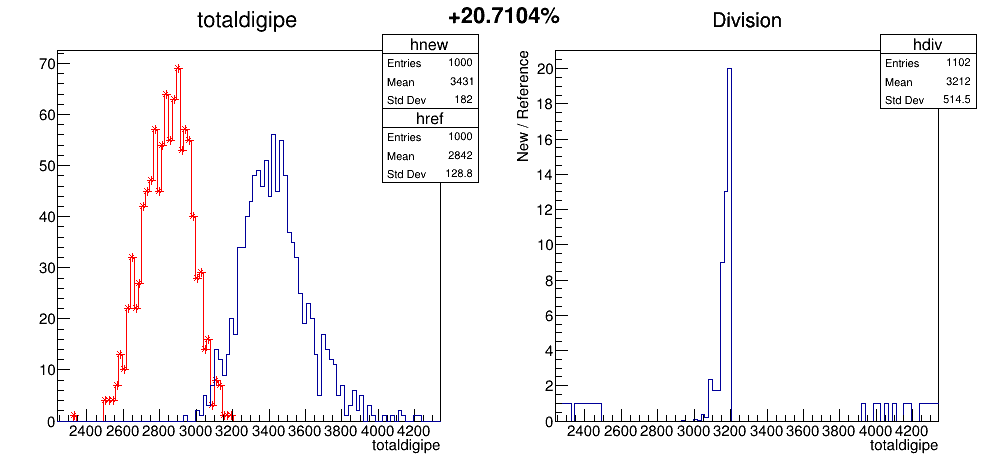 +20.7104%
totaldigipe
hnew
Entries 1000
Mean 3431
Std Dev 182
href
Entries 1000
Mean 2842
Std Dev 128.8
70
60
50
40
30
20
10
0
2400 2600 2800 3000 3200 3400 3600 3800 4000 4200
totaldigipe
Division
hdiv
Entries 1102
Mean 3212
Std Dev 514.5
New / Reference
20
18
16
14
12
10
8
6
4
2
0
2400 2600 2800 3000 3200 3400 3600 3800 4000 4200
totaldigipe